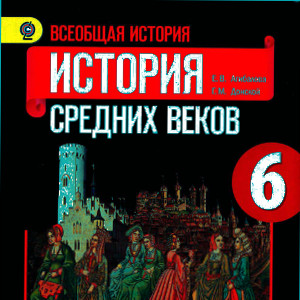 ВСЕОБЩАЯ ИСТОРИЯ
ИСТОРИЯ
Е.В. Агибалова
Г.М. Донской
СРЕДНИХ ВЕКОВ
6